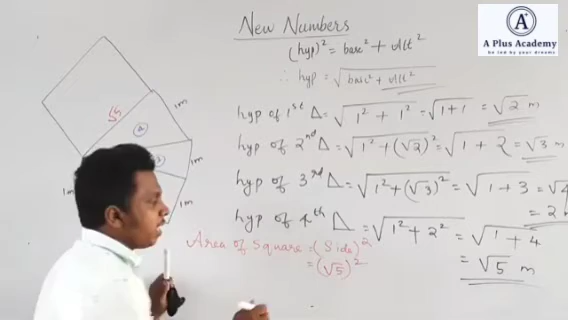 New Numbers
A+
A Plus Academy
be led by your dreams
(hyp)² = base² + Alt²
∴ hyp = √base² + Alt²
hyp of 1st Δ = √1² + 1² = √1+1 = √2 m
hyp of 2nd Δ = √1² + (√2)² = √1 + 2 = √3 m
hyp of 3rd Δ = √1² + (√3)² = √1 + 3 = √4
= 2
hyp of 4th Δ = √1² + 2² = √1 + 4
= √5 m
Area of Square = (Side)²
= (√5)²
√5
1m
4
3
1m
1m